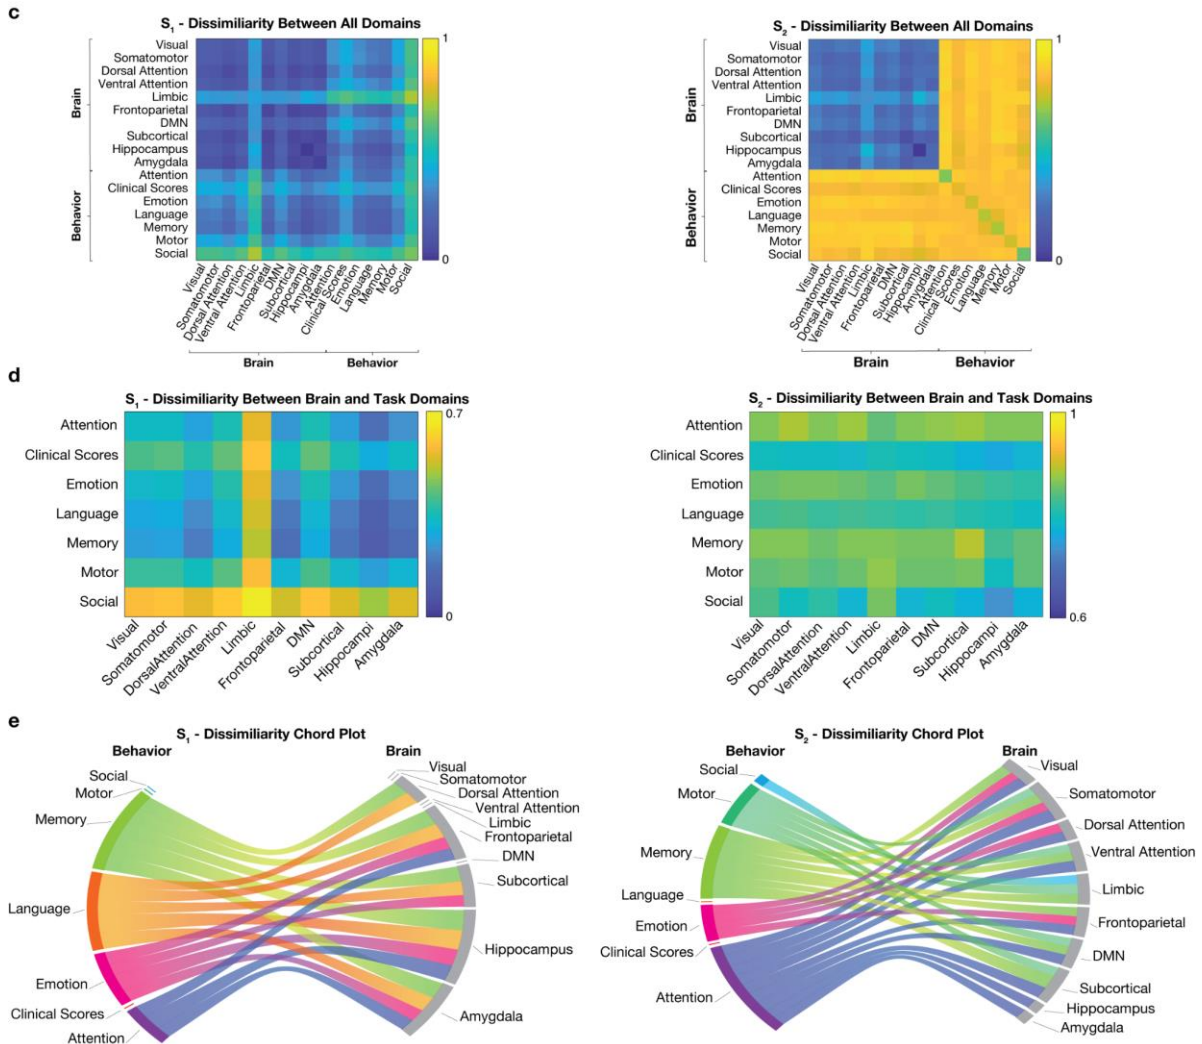 c
S1 - Dissimiliarity Between All Domains
Brain
Behavior
Visual
Somatomotor
Dorsal Attention
Ventral Attention
Limbic
Frontoparietal
DMN
Subcortical
Hippocampus
Amygdala
Attention
Clinical Scores
Emotion
Language
Memory
Motor
Social
1
0
Visual
Somatomotor
Dorsal Attention
Ventral Attention
Limbic
Frontoparietal
DMN
Subcortical
Hippocampi
Amygdala
Attention
Clinical Scores
Emotion
Language
Memory
Motor
Social
Brain
Behavior
S2 - Dissimiliarity Between All Domains
Brain
Behavior
Visual
Somatomotor
Dorsal Attention
Ventral Attention
Limbic
Frontoparietal
DMN
Subcortical
Hippocampus
Amygdala
Attention
Clinical Scores
Emotion
Language
Memory
Motor
Social
1
0
Visual
Somatomotor
Dorsal Attention
Ventral Attention
Limbic
Frontoparietal
DMN
Subcortical
Hippocampi
Amygdala
Attention
Clinical Scores
Emotion
Language
Memory
Motor
Social
Brain
Behavior
d
S1 - Dissimiliarity Between Brain and Task Domains
Attention
Clinical Scores
Emotion
Language
Memory
Motor
Social
0.7
0
Visual
Somatomotor
DorsalAttention
VentralAttention
Limbic
Frontoparietal
DMN
Subcortical
Hippocampi
Amygdala
S2 - Dissimiliarity Between Brain and Task Domains
Attention
Clinical Scores
Emotion
Language
Memory
Motor
Social
1
0.6
Visual
Somatomotor
DorsalAttention
VentralAttention
Limbic
Frontoparietal
DMN
Subcortical
Hippocampi
Amygdala
e
S1 - Dissimiliarity Chord Plot
Behavior
Brain
Social
Motor
Memory
Language
Emotion
Clinical Scores
Attention
Visual
Somatomotor
Dorsal Attention
Ventral Attention
Limbic
Frontoparietal
DMN
Subcortical
Hippocampus
Amygdala
S2 - Dissimiliarity Chord Plot
Behavior
Brain
Social
Motor
Memory
Language
Emotion
Clinical Scores
Attention
Visual
Somatomotor
Dorsal Attention
Ventral Attention
Limbic
Frontoparietal
DMN
Subcortical
Hippocampus
Amygdala